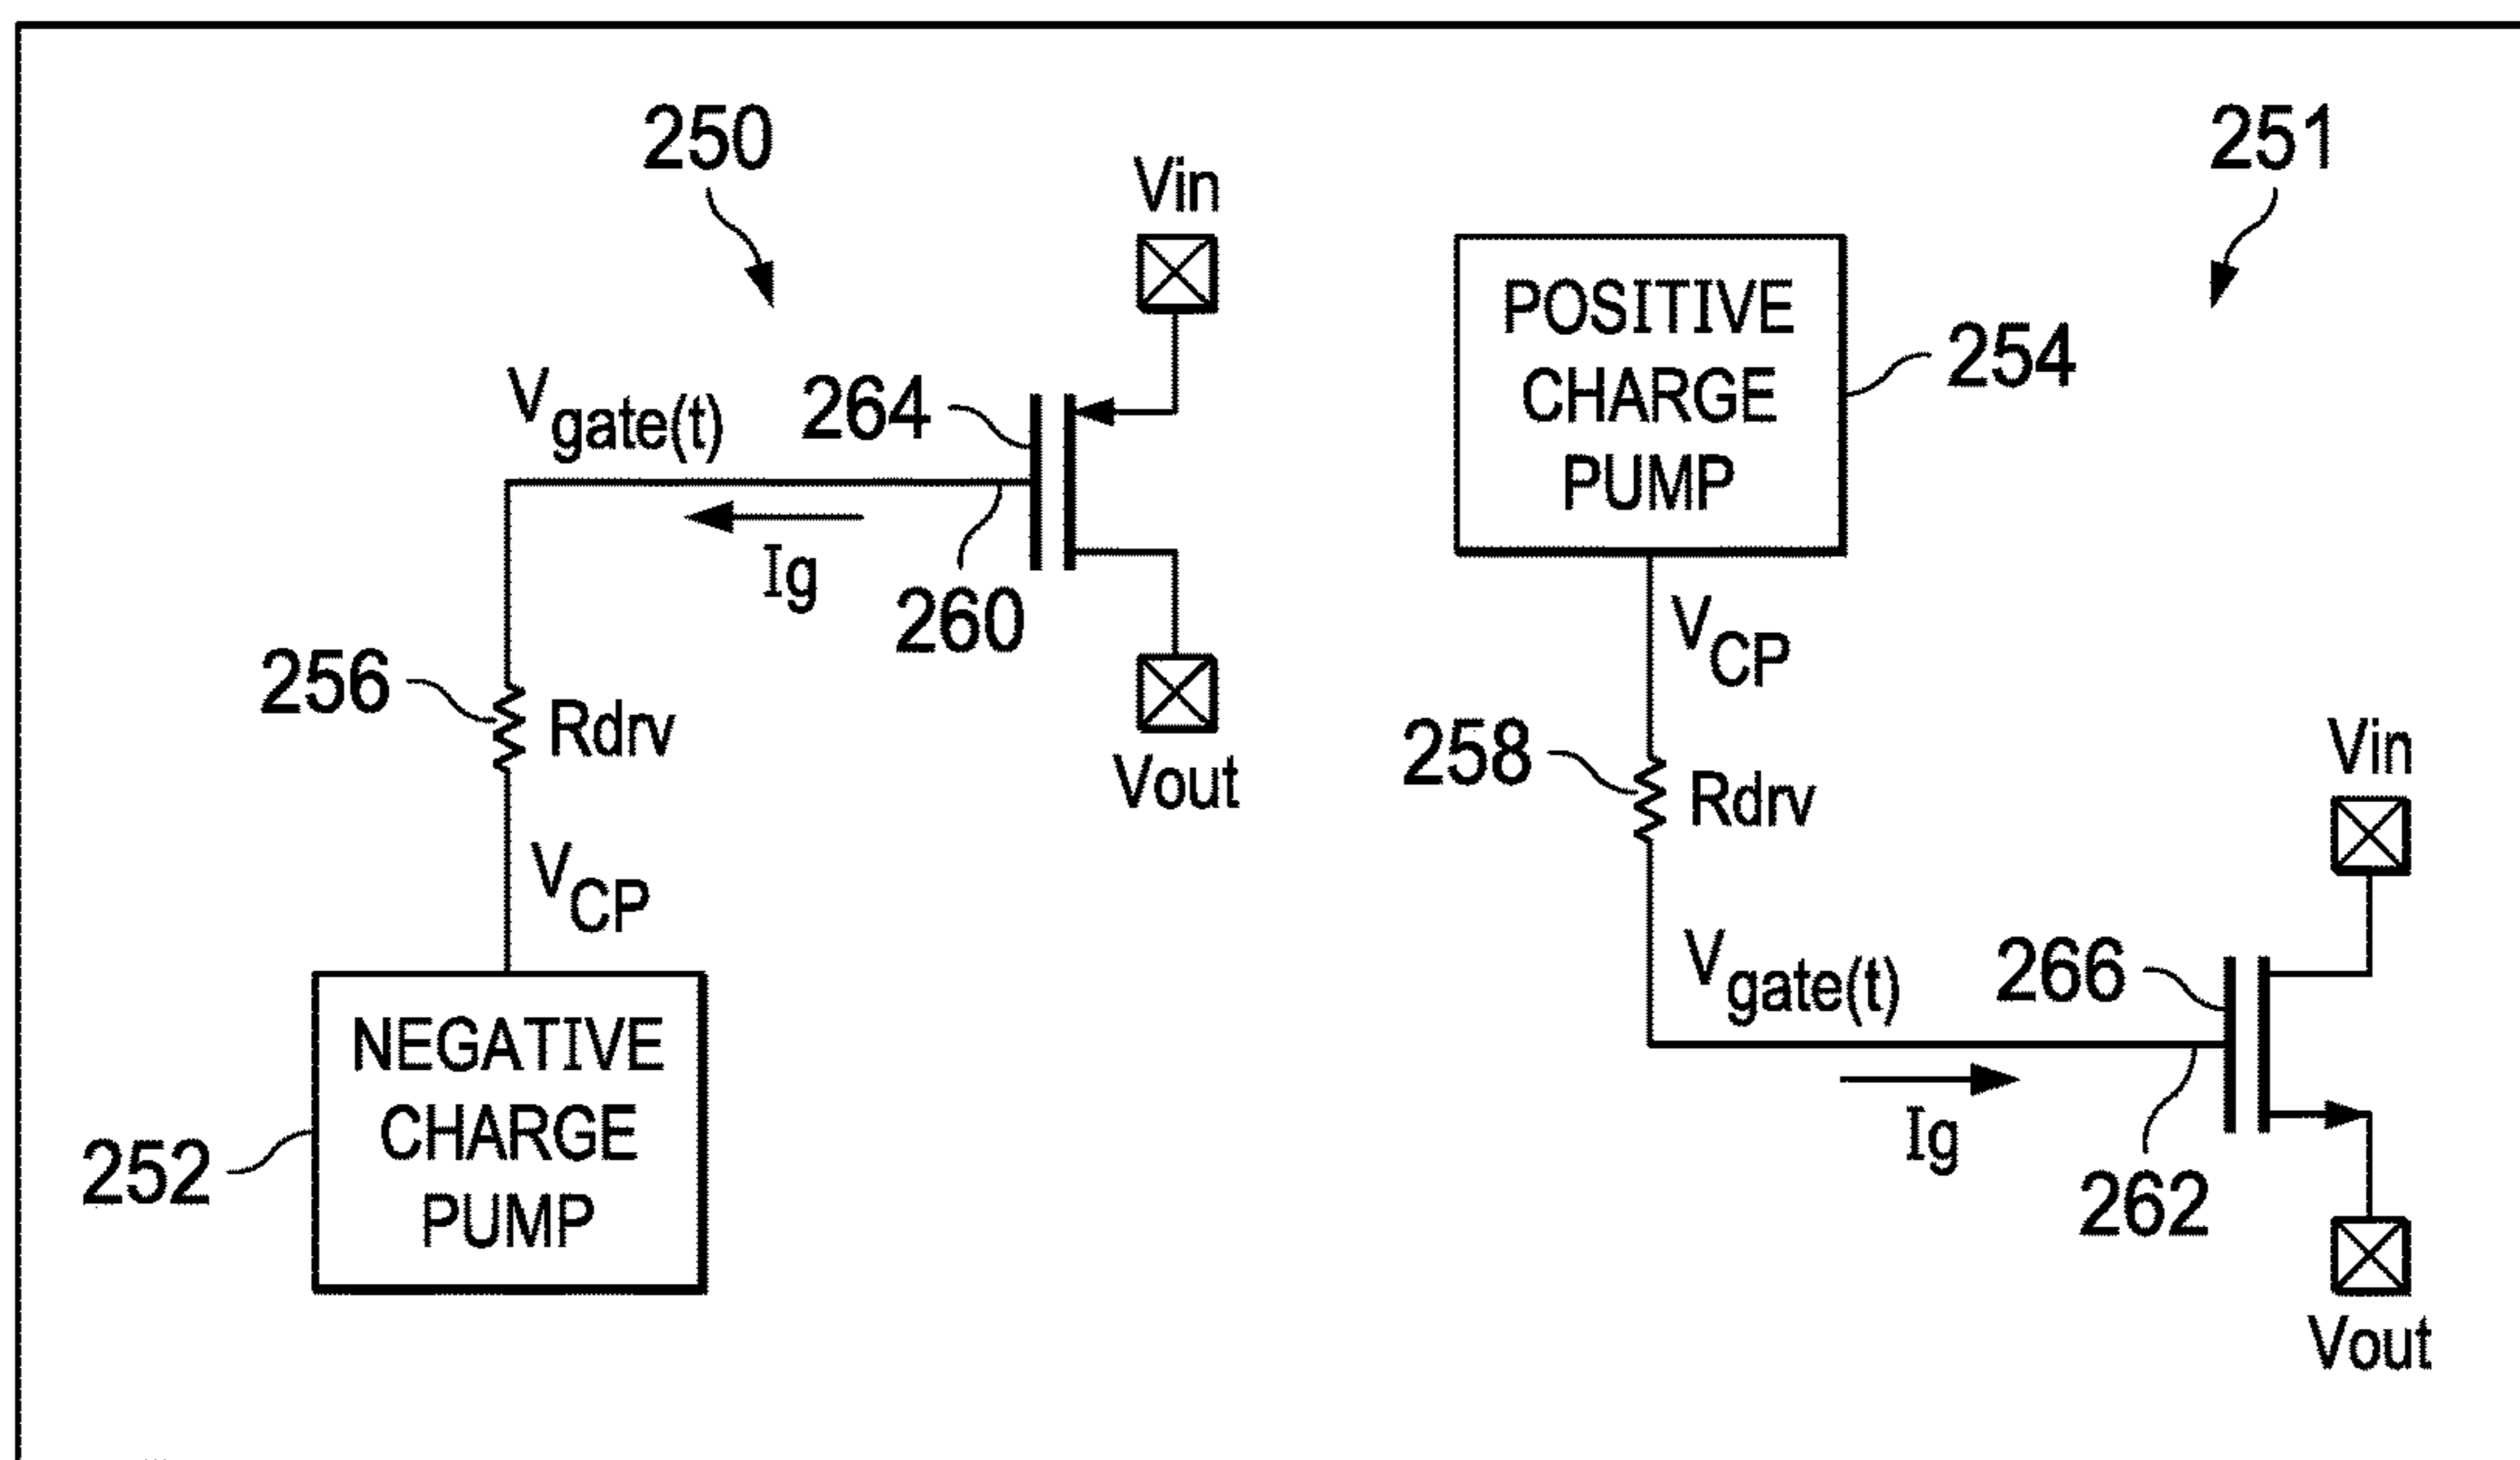 250
251
Vin
POSITIVE
CHARGE
PUMP
254
Vgate(t)
264
Ig
260
VCP
256
Rdrv
Vout
258
Rdrv
Vin
VCP
Vgate(t)
266
NEGATIVE
CHARGE
PUMP
252
Ig
262
Vout